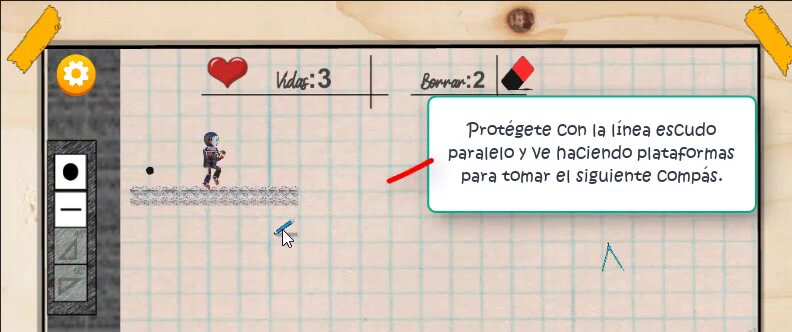 Vidas:3
Borrar:2
Protégete con la línea escudo
paralelo y ve haciendo plataformas
para tomar el siguiente compás.